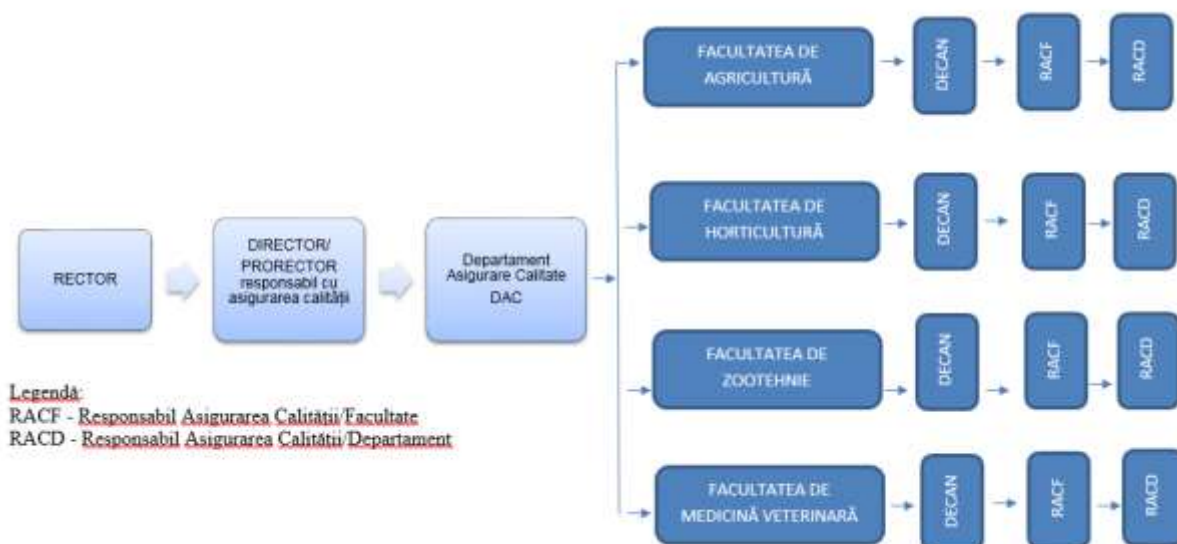 RECTOR
DIRECTOR/
PRORECTOR
responsabil cu
asigurarea calității
Departament
Asigurare Calitate
DAC
FACULTATEA DE
AGRICULTURĂ
DECAN
RACF
RACD
FACULTATEA DE
HORTICULTURĂ
DECAN
RACF
RACD
FACULTATEA DE
ZOOTEHNIE
DECAN
RACF
RACD
FACULTATEA DE
MEDICINĂ VETERINARĂ
DECAN
RACF
RACD
Legendă:
RACF - Responsabil Asigurarea Calității/Facultate
RACD - Responsabil Asigurarea Calității/Departament